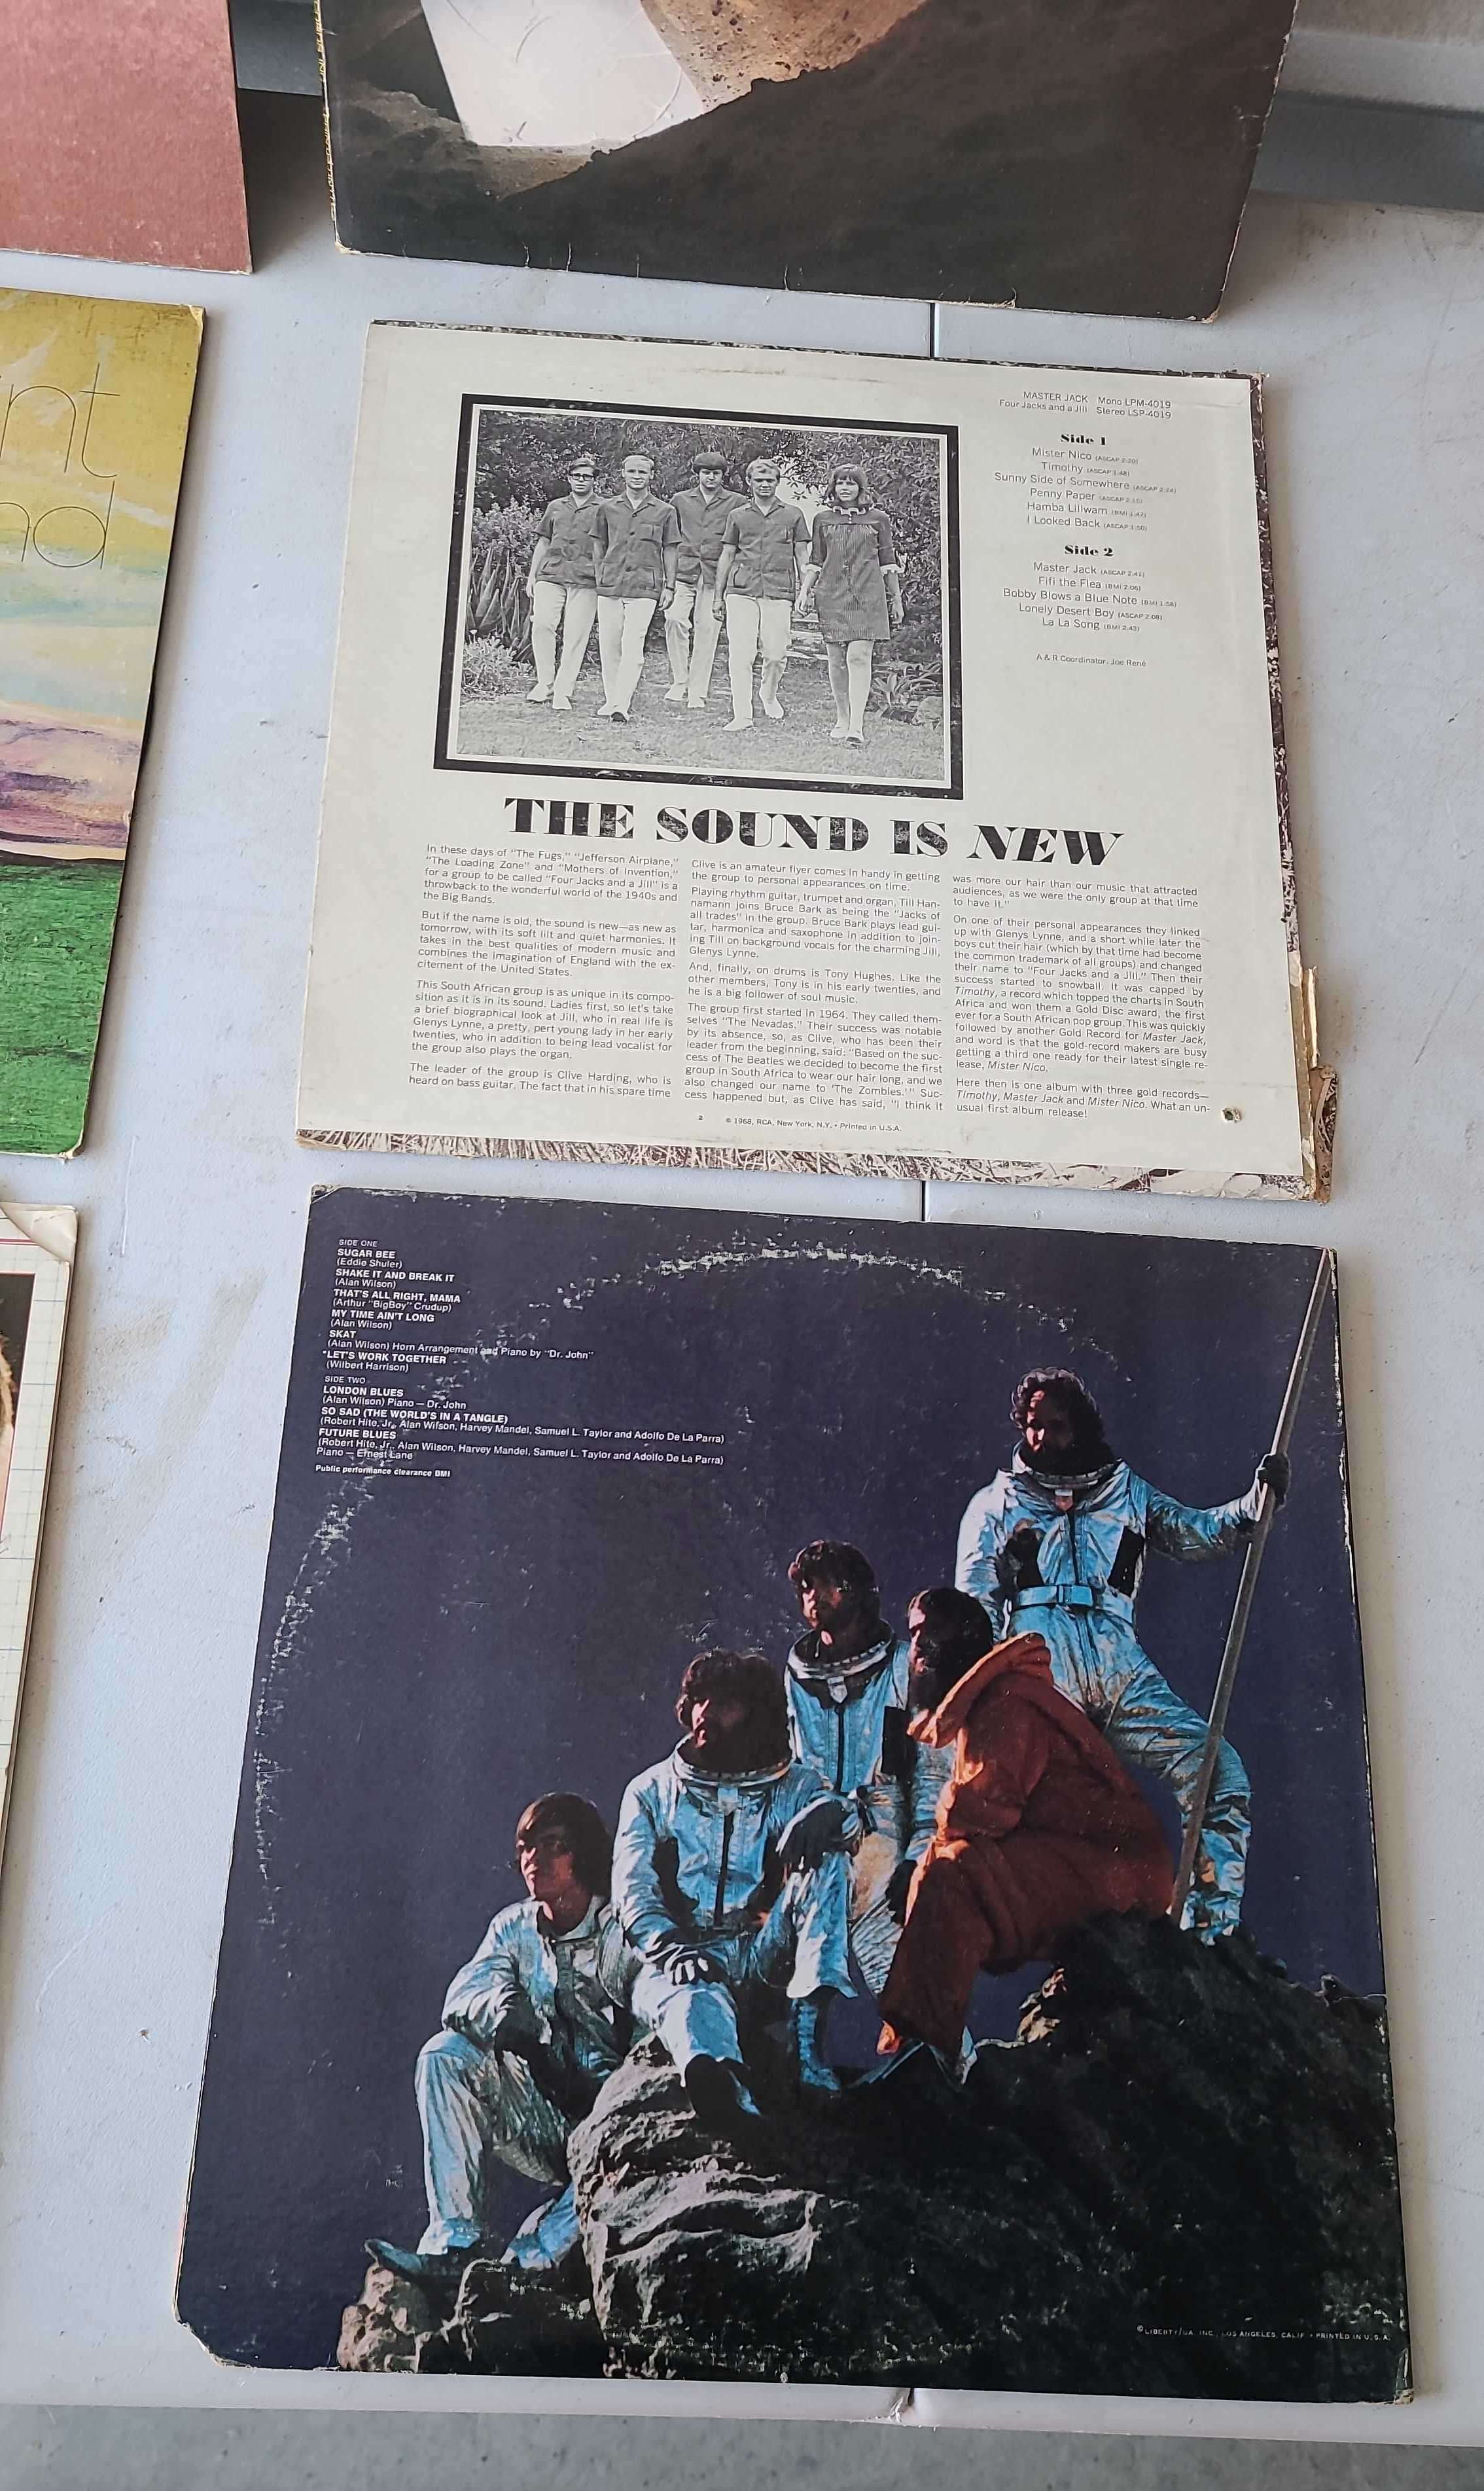 nt
nd
MASTER JACK Mono LPM-4019
Four Jacks and a Jill Stereo LSP-4019
Side 1
Mister Nico (ASCAP 2:20)
Timothy (ASCAP 1:48)
Sunny Side of Somewhere (ASCAP 2:24)
Penny Paper (ASCAP 2:15)
Hamba Liliwam (BMI 1:47)
I Looked Back (ASCAP 1:50)
Side 2
Master Jack (ASCAP 2:41)
Fifi the Flea (BMI 2:06)
Bobby Blows a Blue Note (BMI 1:58)
Lonely Desert Boy (ASCAP 2:08)
La La Song (BMI 2:43)
A & R Coordinator: Joe René
THE SOUND IS NEW
In these days of "The Fugs," "Jefferson Airplane,"
"The Loading Zone" and "Mothers of Invention,"
for a group to be called "Four Jacks and a Jill" is a
throwback to the wonderful world of the 1940s and
the Big Bands.
But if the name is old, the sound is new—as new as
tomorrow, with its soft lilt and quiet harmonies. It
takes in the best qualities of modern music and
combines the imagination of England with the ex-
citement of the United States.
This South African group is as unique in its compo-
sition as it is in its sound. Ladies first, so let's take
a brief biographical look at Jill, who in real life is
Glenys Lynne, a pretty, pert young lady in her early
twenties, who in addition to being lead vocalist for
the group also plays the organ.
The leader of the group is Clive Harding, who is
heard on bass guitar. The fact that in his spare time
Clive is an amateur flyer comes in handy in getting
the group to personal appearances on time.
Playing rhythm guitar, trumpet and organ, Till Han-
namann joins Bruce Bark as being the "Jacks of
all trades" in the group. Bruce Bark plays lead gui-
tar, harmonica and saxophone in addition to join-
ing Till on background vocals for the charming Jill,
Glenys Lynne.
And, finally, on drums is Tony Hughes. Like the
other members, Tony is in his early twenties, and
he is a big follower of soul music.
The group first started in 1964. They called them-
selves "The Nevadas." Their success was notable
by its absence, so, as Clive, who has been their
leader from the beginning, said: "Based on the suc-
cess of The Beatles we decided to become the first
group in South Africa to wear our hair long, and we
also changed our name to 'The Zombies.'" Suc-
cess happened but, as Clive has said, "I think it
was more our hair than our music that attracted
audiences, as we were the only group at that time
to have it."
On one of their personal appearances they linked
up with Glenys Lynne, and a short while later the
boys cut their hair (which by that time had become
the common trademark of all groups) and changed
their name to "Four Jacks and a Jill." Then their
success started to snowball. It was capped by
Timothy, a record which topped the charts in South
Africa and won them a Gold Disc award, the first
ever for a South African pop group. This was quickly
followed by another Gold Record for Master Jack,
and word is that the gold-record makers are busy
getting a third one ready for their latest single re-
lease, Mister Nico.
Here then is one album with three gold records—
Timothy, Master Jack and Mister Nico. What an un-
usual first album release!
2 © 1968, RCA, New York, N.Y. • Printed in U.S.A.
SIDE ONE
SUGAR BEE
(Eddie Shuler)
SHAKE IT AND BREAK IT
(Alan Wilson)
THAT'S ALL RIGHT, MAMA
(Arthur "BigBoy" Crudup)
MY TIME AIN'T LONG
(Alan Wilson)
SKAT
(Alan Wilson) Horn Arrangement and Piano by "Dr. John"
*LET'S WORK TOGETHER
(Wilbert Harrison)
SIDE TWO
LONDON BLUES
(Alan Wilson) Piano — Dr. John
SO SAD (THE WORLD'S IN A TANGLE)
(Robert Hite, Jr., Alan Wilson, Harvey Mandel, Samuel L. Taylor and Adolfo De La Parra)
FUTURE BLUES
(Robert Hite, Jr., Alan Wilson, Harvey Mandel, Samuel L. Taylor and Adolfo De La Parra)
Piano — Ernest Lane
Public performance clearance BMI
© LIBERTY/UA, INC., LOS ANGELES, CALIF. • PRINTED IN U.S.A.